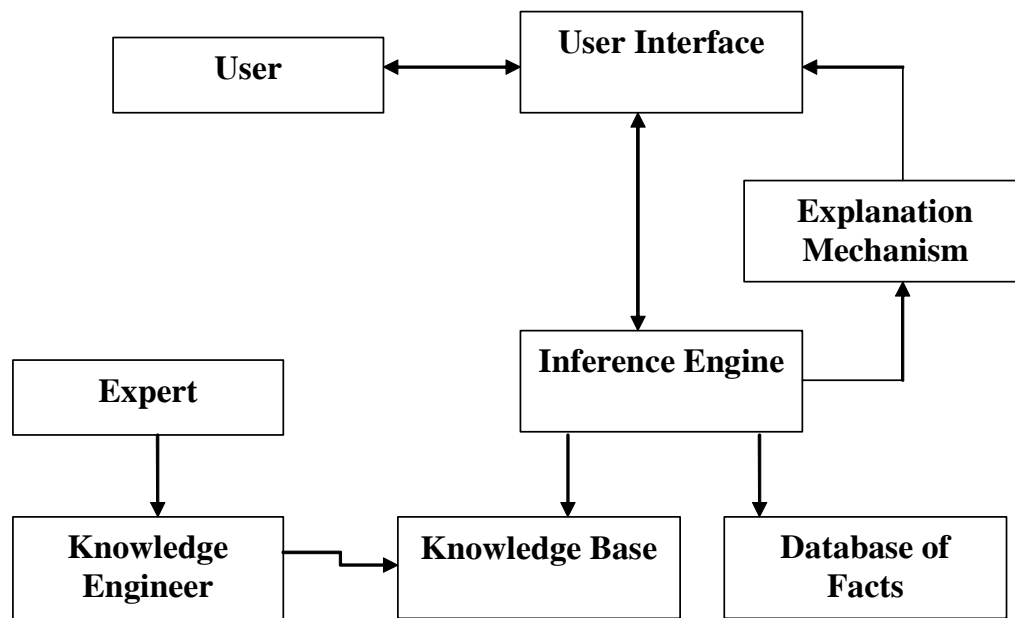 User Interface
User
Explanation
Mechanism
Inference Engine
Expert
Knowledge
Engineer
Knowledge Base
Database of
Facts